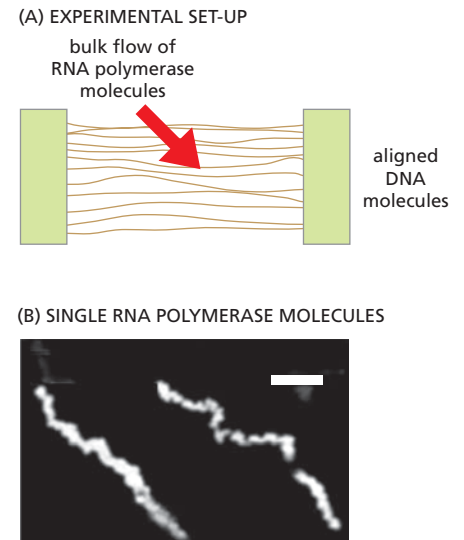 (A) EXPERIMENTAL SET-UP
bulk flow of
RNA polymerase
molecules
aligned
DNA
molecules
(B) SINGLE RNA POLYMERASE MOLECULES